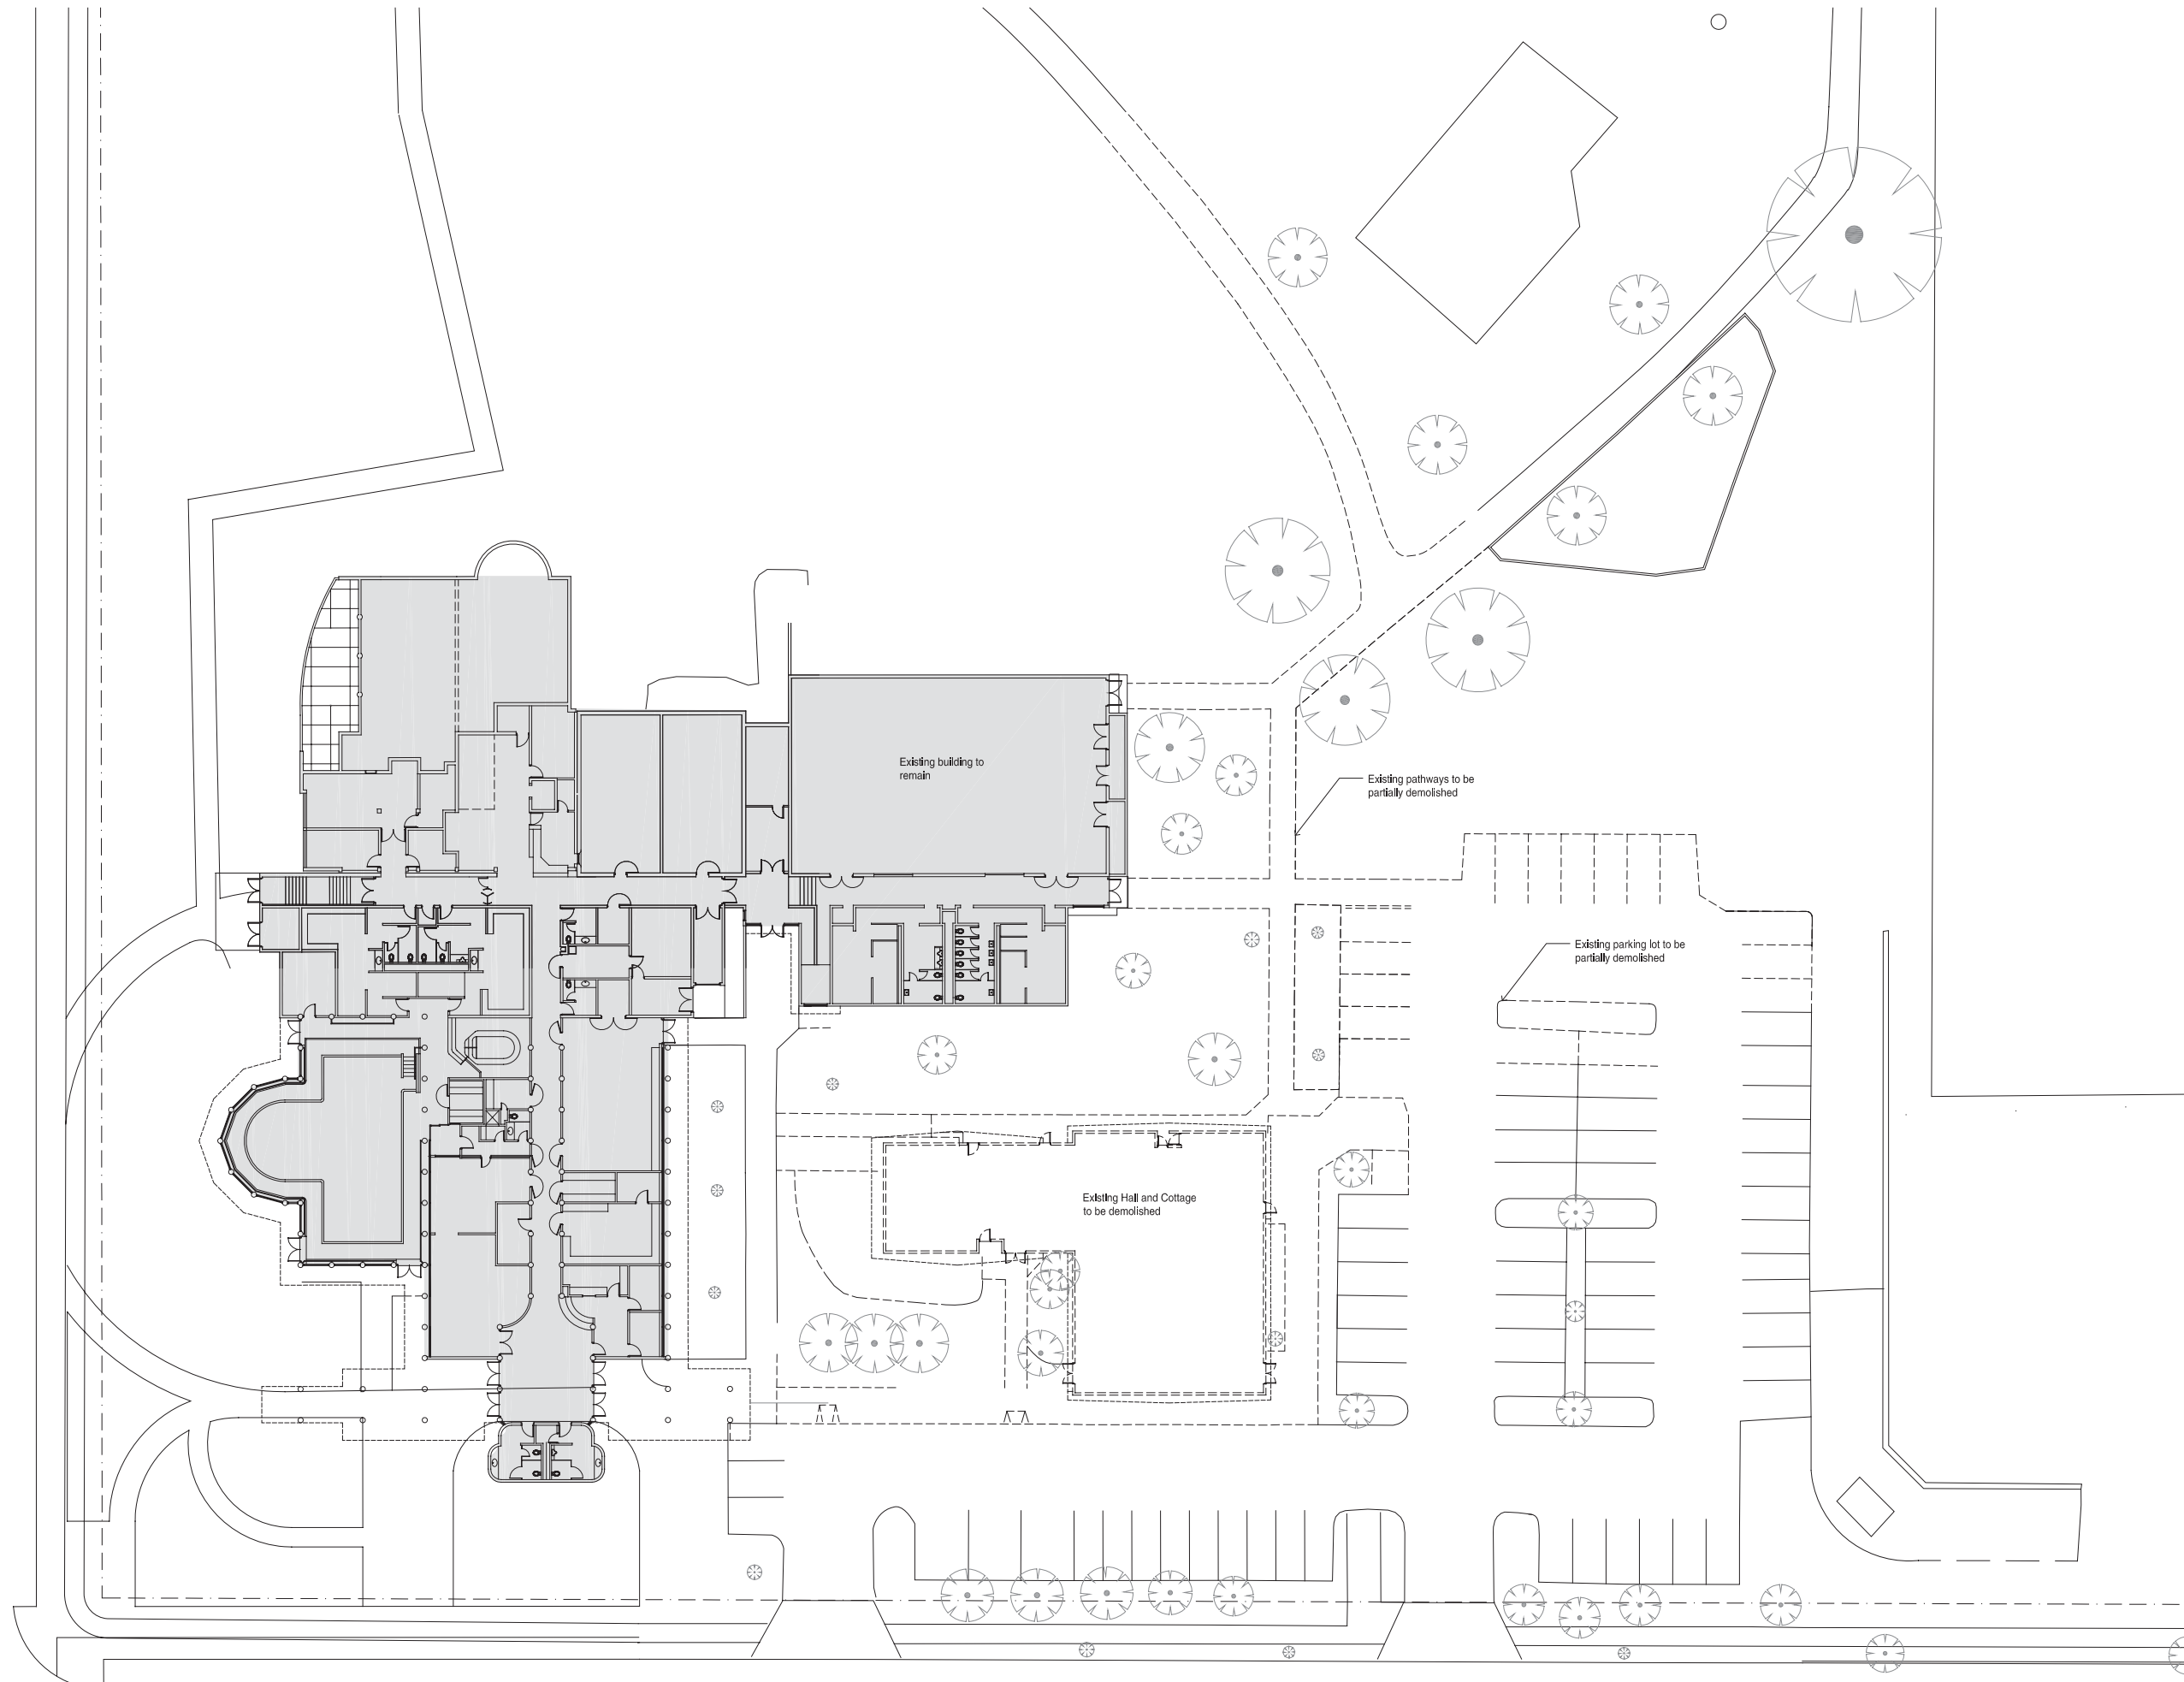 Existing building to
remain
Existing pathways to be
partially demolished
Existing parking lot to be
partially demolished
Existing Hall and Cottage
to be demolished